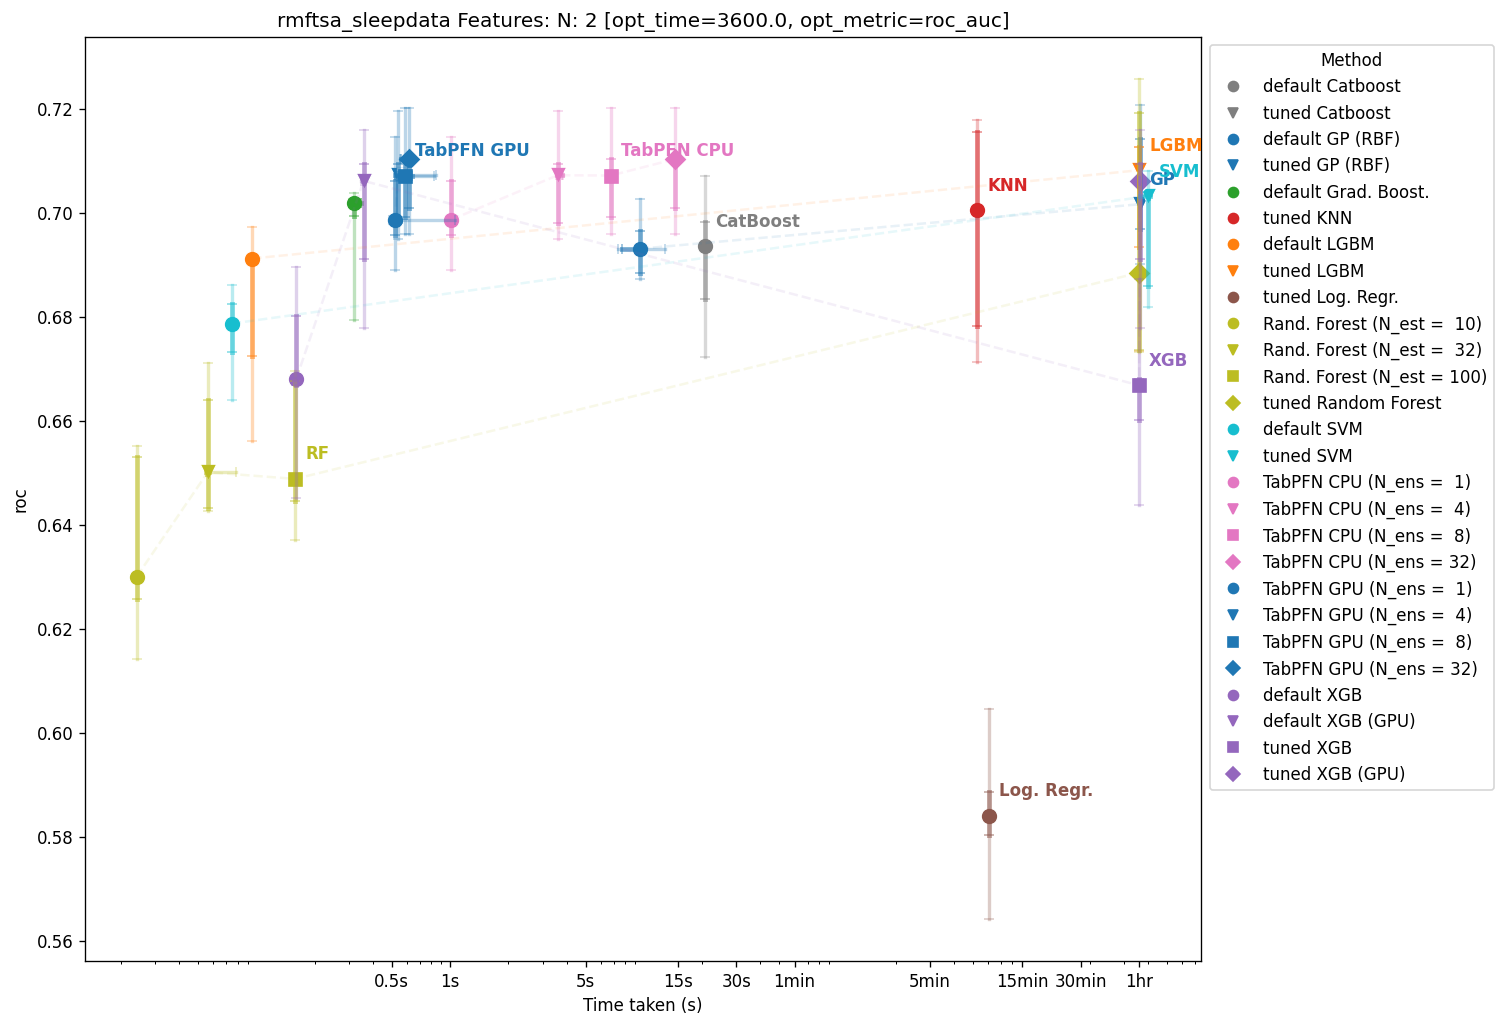 rmftsa_sleepdata Features: N: 2 [opt_time=3600.0, opt_metric=roc_auc]
roc
0.72
0.70
0.68
0.66
0.64
0.62
0.60
0.58
0.56
TabPFN GPU
TabPFN CPU
LGBM
SVM
GP
KNN
CatBoost
XGB
RF
Log. Regr.
0.5s
1s
5s
15s
30s
1min
5min
15min
30min
1hr
Time taken (s)
Method
default Catboost
tuned Catboost
default GP (RBF)
tuned GP (RBF)
default Grad. Boost.
tuned KNN
default LGBM
tuned LGBM
tuned Log. Regr.
Rand. Forest (N_est =  10)
Rand. Forest (N_est =  32)
Rand. Forest (N_est = 100)
tuned Random Forest
default SVM
tuned SVM
TabPFN CPU (N_ens =  1)
TabPFN CPU (N_ens =  4)
TabPFN CPU (N_ens =  8)
TabPFN CPU (N_ens = 32)
TabPFN GPU (N_ens =  1)
TabPFN GPU (N_ens =  4)
TabPFN GPU (N_ens =  8)
TabPFN GPU (N_ens = 32)
default XGB
default XGB (GPU)
tuned XGB
tuned XGB (GPU)